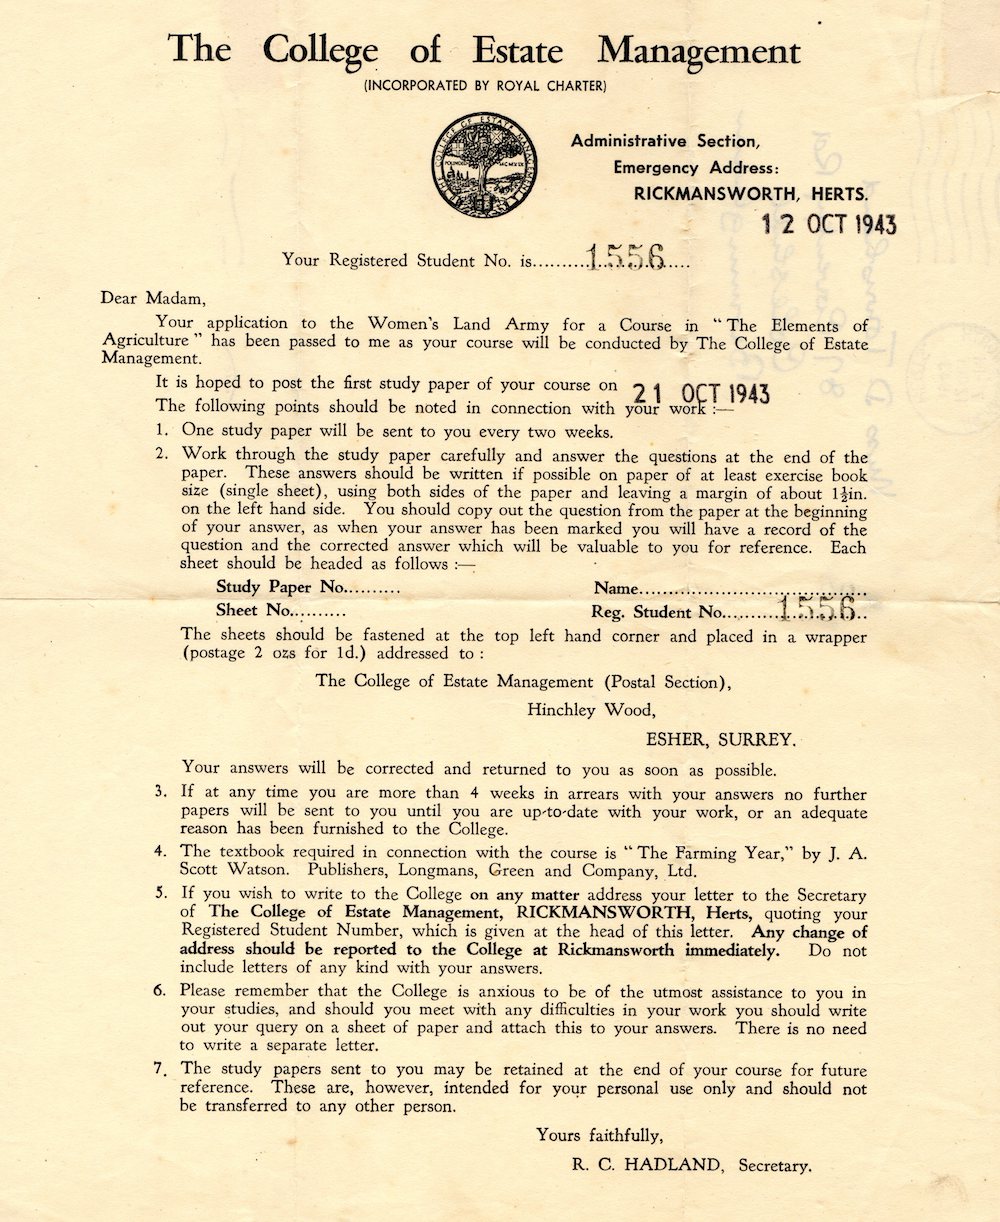 The College of Estate Management
(INCORPORATED BY ROYAL CHARTER)
THE COLLEGE OF ESTATE MANAGEMENT
FOUNDED MCMXIX
Administrative Section,
Emergency Address:
RICKMANSWORTH, HERTS.
12 OCT 1943
Your Registered Student No. is..........1556....
Dear Madam,
Your application to the Women's Land Army for a Course in "The Elements of
Agriculture" has been passed to me as your course will be conducted by The College of Estate
Management.
It is hoped to post the first study paper of your course on 21 OCT 1943
The following points should be noted in connection with your work :—
1. One study paper will be sent to you every two weeks.
2. Work through the study paper carefully and answer the questions at the end of the
paper. These answers should be written if possible on paper of at least exercise book
size (single sheet), using both sides of the paper and leaving a margin of about 1½in.
on the left hand side. You should copy out the question from the paper at the beginning
of your answer, as when your answer has been marked you will have a record of the
question and the corrected answer which will be valuable to you for reference. Each
sheet should be headed as follows :—
Study Paper No.......... Name........................................
Sheet No.......... Reg. Student No..........1556..
The sheets should be fastened at the top left hand corner and placed in a wrapper
(postage 2 ozs for 1d.) addressed to :
The College of Estate Management (Postal Section),
Hinchley Wood,
ESHER, SURREY.
Your answers will be corrected and returned to you as soon as possible.
3. If at any time you are more than 4 weeks in arrears with your answers no further
papers will be sent to you until you are up-to-date with your work, or an adequate
reason has been furnished to the College.
4. The textbook required in connection with the course is "The Farming Year," by J. A.
Scott Watson. Publishers, Longmans, Green and Company, Ltd.
5. If you wish to write to the College on any matter address your letter to the Secretary
of The College of Estate Management, RICKMANSWORTH, Herts, quoting your
Registered Student Number, which is given at the head of this letter. Any change of
address should be reported to the College at Rickmansworth immediately. Do not
include letters of any kind with your answers.
6. Please remember that the College is anxious to be of the utmost assistance to you in
your studies, and should you meet with any difficulties in your work you should write
out your query on a sheet of paper and attach this to your answers. There is no need
to write a separate letter.
7. The study papers sent to you may be retained at the end of your course for future
reference. These are, however, intended for your personal use only and should not
be transferred to any other person.
Yours faithfully,
R. C. HADLAND, Secretary.